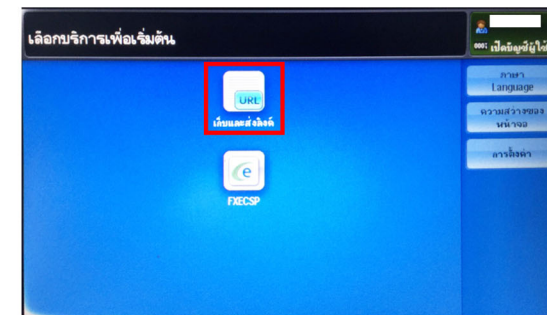 เลือกบริการเพื่อเริ่มต้น
เปิดบัญชีผู้ใช้
URL
เก็บและส่งลิงค์
FXECSP
ภาษา
Language
ความสว่างของ
หน้าจอ
การตั้งค่า